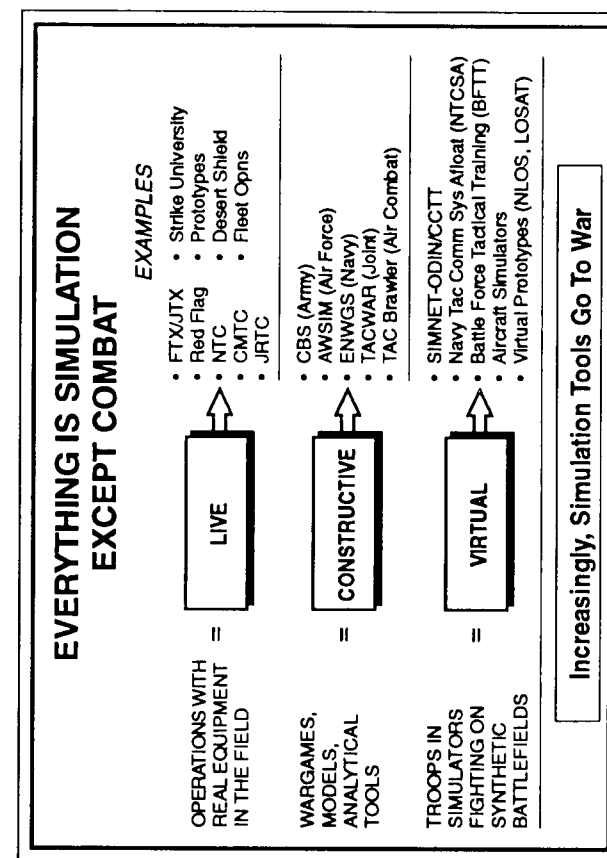 EVERYTHING IS SIMULATION
EXCEPT COMBAT
EXAMPLES
OPERATIONS WITH
REAL EQUIPMENT
IN THE FIELD
=
LIVE
• FTX/JTX
• Red Flag
• NTC
• CMTC
• JRTC
• Strike University
• Prototypes
• Desert Shield
• Fleet Opns
WARGAMES,
MODELS,
ANALYTICAL
TOOLS
=
CONSTRUCTIVE
• CBS (Army)
• AWSIM (Air Force)
• ENWGS (Navy)
• TACWAR (Joint)
• TAC Brawler (Air Combat)
TROOPS IN
SIMULATORS
FIGHTING ON
SYNTHETIC
BATTLEFIELDS
=
VIRTUAL
• SIMNET-ODIN/CCTT
• Navy Tac Comm Sys Afloat (NTCSA)
• Battle Force Tactical Training (BFTT)
• Aircraft Simulators
• Virtual Prototypes (NLOS, LOSAT)
Increasingly, Simulation Tools Go To War